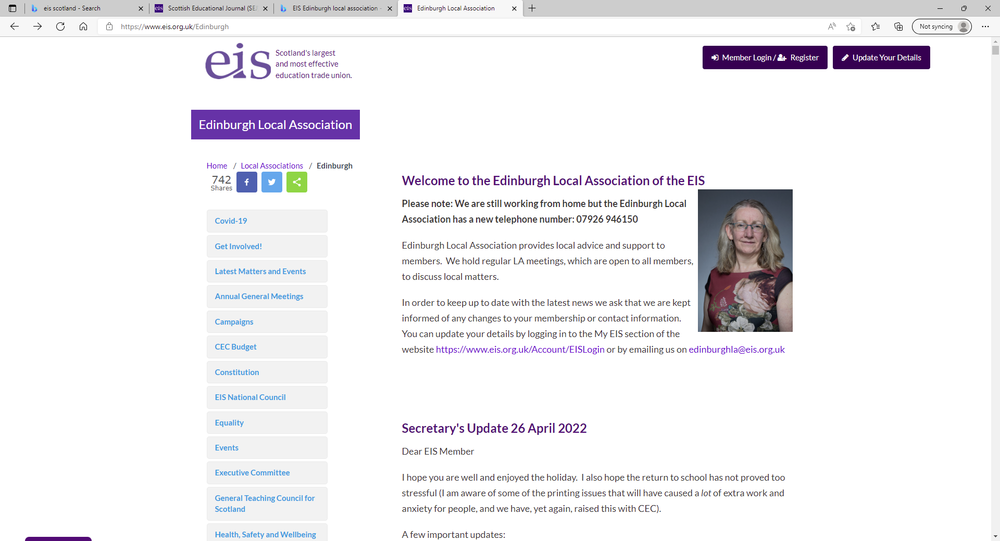 eis scotland - Search
Scottish Educational Journal (SE
EIS Edinburgh local association -
Edinburgh Local Association
https://www.eis.org.uk/Edinburgh
Not syncing
eis
Scotland's largest
and most effective
education trade union.
Member Login / Register
Update Your Details
Edinburgh Local Association
Home / Local Associations / Edinburgh
742
Shares
Covid-19
Get Involved!
Latest Matters and Events
Annual General Meetings
Campaigns
CEC Budget
Constitution
EIS National Council
Equality
Events
Executive Committee
General Teaching Council for
Scotland
Health, Safety and Wellbeing
Welcome to the Edinburgh Local Association of the EIS
Please note: We are still working from home but the Edinburgh Local
Association has a new telephone number: 07926 946150
Edinburgh Local Association provides local advice and support to
members. We hold regular LA meetings, which are open to all members,
to discuss local matters.
In order to keep up to date with the latest news we ask that we are kept
informed of any changes to your membership or contact information.
You can update your details by logging in to the My EIS section of the
website https://www.eis.org.uk/Account/EISLogin or by emailing us on edinburghla@eis.org.uk
Secretary's Update 26 April 2022
Dear EIS Member
I hope you are well and enjoyed the holiday. I also hope the return to school has not proved too
stressful (I am aware of some of the printing issues that will have caused a lot of extra work and
anxiety for people, and we have, yet again, raised this with CEC).
A few important updates: